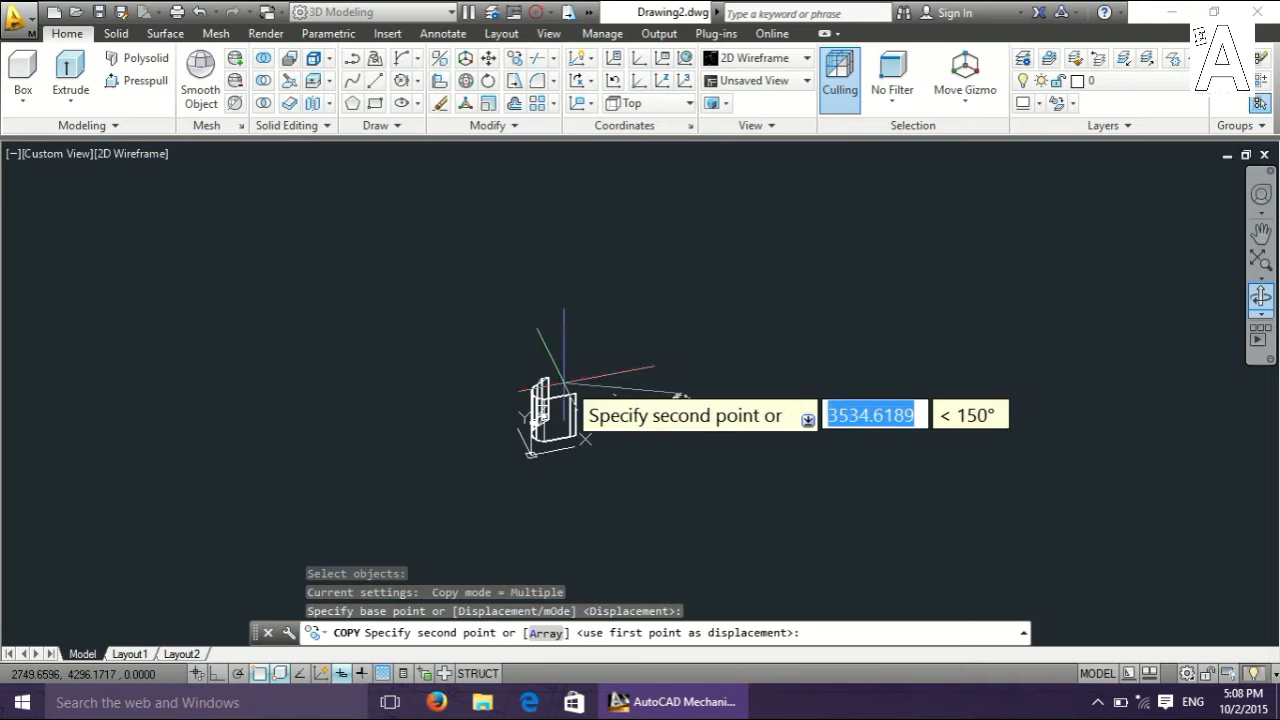 3D Modeling
Drawing2.dwg
Type a keyword or phrase
Sign In
Home
Solid
Surface
Mesh
Render
Parametric
Insert
Annotate
Layout
View
Manage
Output
Plug-ins
Online
Box
Extrude
Polysolid
Presspull
Smooth
Object
2D Wireframe
Unsaved View
Top
Culling
No Filter
Move Gizmo
0
Modeling
Mesh
Solid Editing
Draw
Modify
Coordinates
View
Selection
Layers
Groups
[−][Custom View][2D Wireframe]
A
Y
X
Specify second point or
3534.6189
< 150°
Select objects:
Current settings: Copy mode = Multiple
Specify base point or [Displacement/mOde] <Displacement>:
COPY Specify second point or [Array] <use first point as displacement>:
Model
Layout1
Layout2
2749.6596, 4296.1717, 0.0000
STRUCT
MODEL
Search the web and Windows
AutoCAD Mechani...
ENG
5:08 PM
10/2/2015